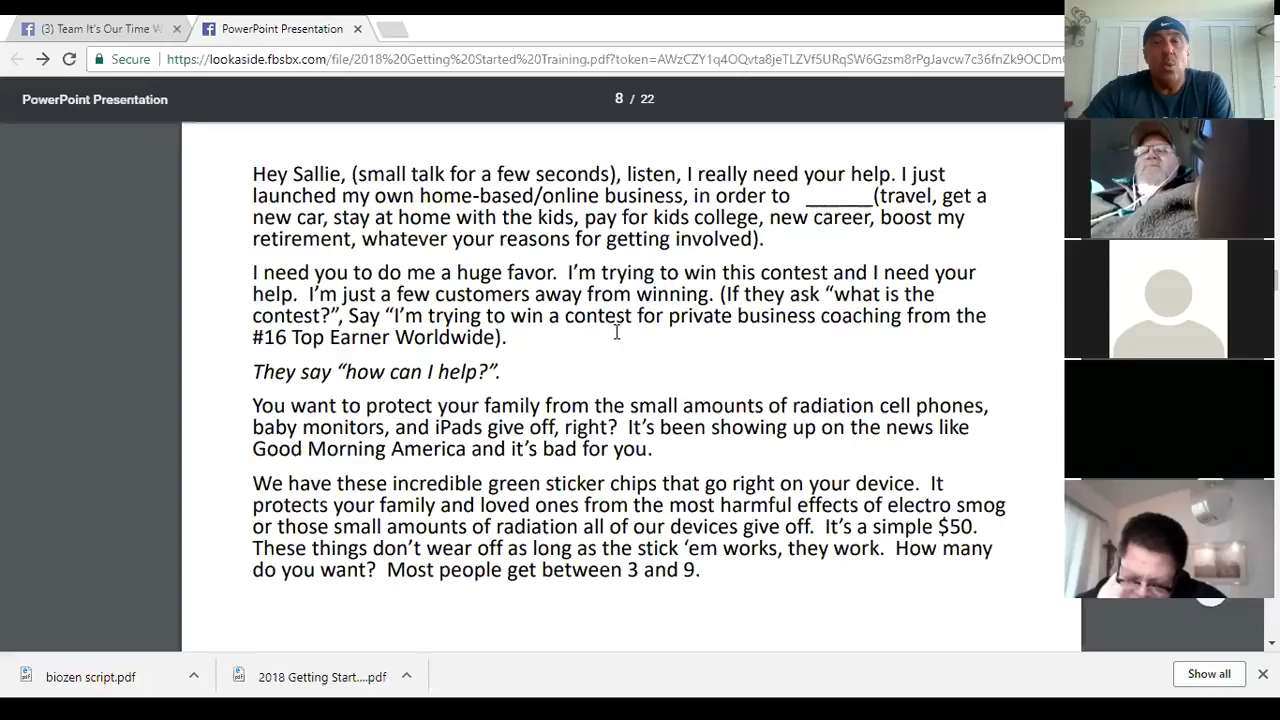 (3) Team It's Our Time W
PowerPoint Presentation
Secure https://lookaside.fbsbx.com/file/2018%20Getting%20Started%20Training.pdf?token=AWzCZY1q4OQvta8jeTLZVf5URqSW6Gzsm8rPgJavcw7c36fnZk9OCDm
PowerPoint Presentation 8 / 22
Hey Sallie, (small talk for a few seconds), listen, I really need your help. I just
launched my own home-based/online business, in order to ______(travel, get a
new car, stay at home with the kids, pay for kids college, new career, boost my
retirement, whatever your reasons for getting involved).
I need you to do me a huge favor. I’m trying to win this contest and I need your
help. I’m just a few customers away from winning. (If they ask “what is the
contest?”, Say “I’m trying to win a contest for private business coaching from the
#16 Top Earner Worldwide).
They say “how can I help?”.
You want to protect your family from the small amounts of radiation cell phones,
baby monitors, and iPads give off, right? It’s been showing up on the news like
Good Morning America and it’s bad for you.
We have these incredible green sticker chips that go right on your device. It
protects your family and loved ones from the most harmful effects of electro smog
or those small amounts of radiation all of our devices give off. It’s a simple $50.
These things don’t wear off as long as the stick ‘em works, they work. How many
do you want? Most people get between 3 and 9.
biozen script.pdf
2018 Getting Start....pdf
Show all